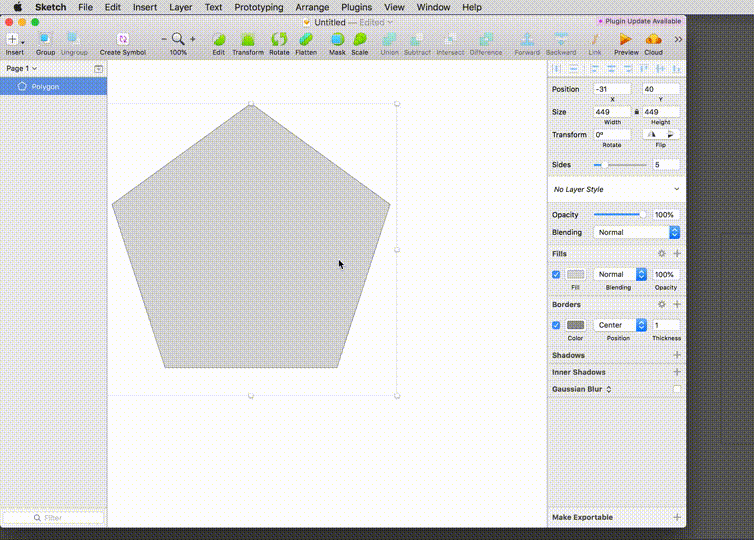 Sketch File Edit Insert Layer Text Prototyping Arrange Plugins View Window Help
Untitled — Edited
Plugin Update Available
Insert Group Ungroup Create Symbol 100% Edit Transform Rotate Flatten Mask Scale Union Subtract Intersect Difference Forward Backward Link Preview Cloud
Page 1
Polygon
Position -31 40
X Y
Size 449 449
Width Height
Transform 0°
Rotate Flip
Sides 5
No Layer Style
Opacity 100%
Blending Normal
Fills
Normal 100%
Fill Blending Opacity
Borders
Center 1
Color Position Thickness
Shadows
Inner Shadows
Gaussian Blur
Filter
Make Exportable